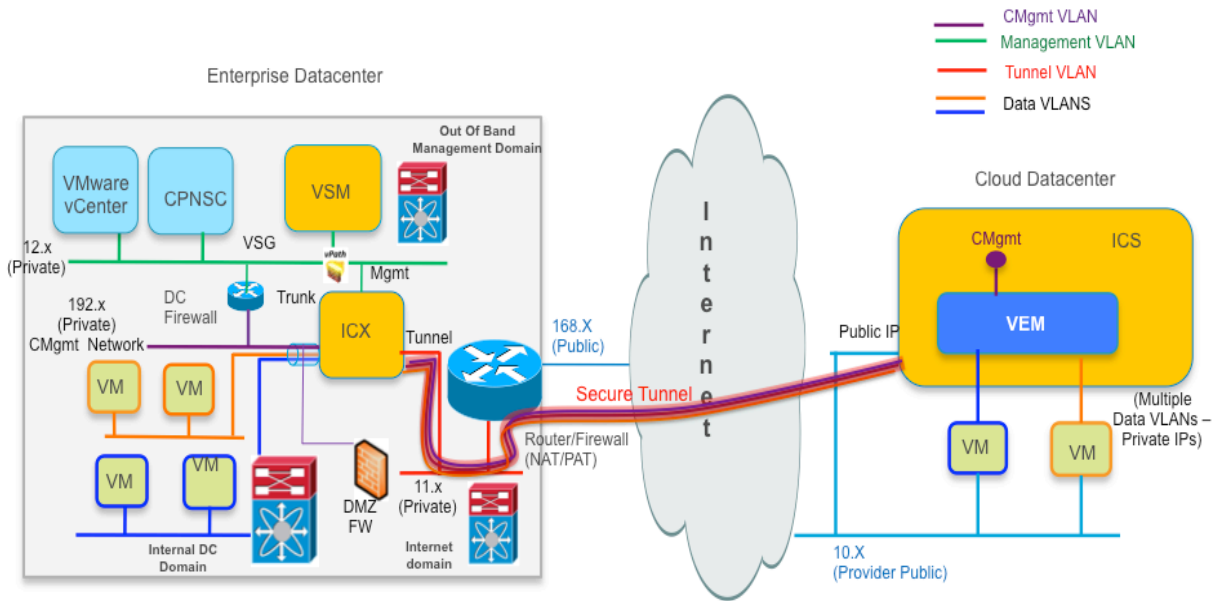 CMgmt VLAN
Management VLAN
Tunnel VLAN
Data VLANS
Enterprise Datacenter
Out Of Band
Management Domain
VMware
vCenter
CPNSC
VSM
VSG
vPath
12.x
(Private)
Mgmt
DC
Firewall
Trunk
192.x
(Private)
CMgmt Network
ICX
Tunnel
VM
VM
VM
VM
DMZ
FW
11.x
(Private)
Internal DC
Domain
Internet
domain
168.X
(Public)
Router/Firewall
(NAT/PAT)
Secure Tunnel
Internet
Cloud Datacenter
CMgmt
ICS
VEM
Public IP
(Multiple
Data VLANs –
Private IPs)
VM
VM
10.X
(Provider Public)